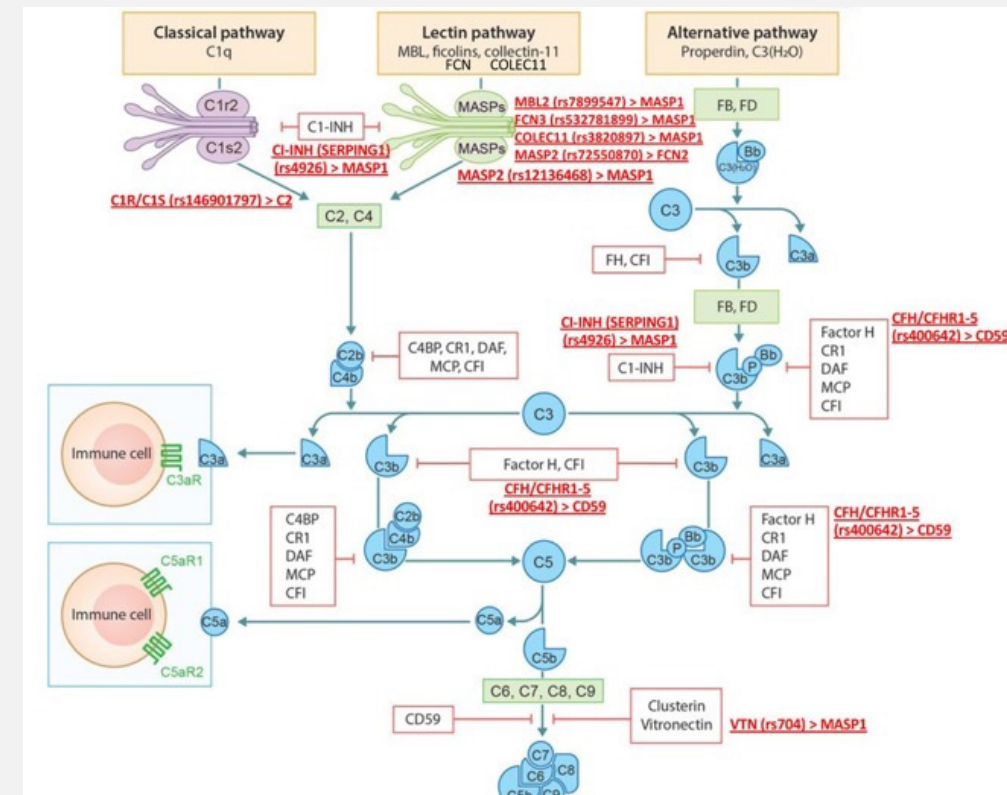 Classical pathway
C1q
Lectin pathway
MBL, ficolins, collectin-11
FCN COLEC11
Alternative pathway
Properdin, C3(H₂O)
C1r2
C1s2
C1-INH
CI-INH (SERPING1)
(rs4926) > MASP1
MASPs
MASPs
MBL2 (rs7899547) > MASP1
FCN3 (rs532781899) > MASP1
COLEC11 (rs3820897) > MASP1
MASP2 (rs72550870) > FCN2
MASP2 (rs12136468) > MASP1
FB, FD
Bb
C3(H₂O)
C1R/C1S (rs146901797) > C2
C2, C4
C3
C3b
C3a
FH, CFI
FB, FD
CI-INH (SERPING1)
(rs4926) > MASP1
C1-INH
C3b
P
Bb
Factor H
CR1
DAF
MCP
CFI
CFH/CFHR1-5
(rs400642) > CD59
C2b
C4b
C4BP, CR1, DAF,
MCP, CFI
C3
Immune cell
C3aR
C3a
C3a
C3b
Factor H, CFI
CFH/CFHR1-5
(rs400642) > CD59
C3b
C3a
C4BP
CR1
DAF
MCP
CFI
C2b
C4b
C3b
C5
C3b
P
Bb
C3b
Factor H
CR1
DAF
MCP
CFI
CFH/CFHR1-5
(rs400642) > CD59
C5aR1
Immune cell
C5aR2
C5a
C5a
C5b
C6, C7, C8, C9
CD59
Clusterin
Vitronectin
VTN (rs704) > MASP1
C7
C6
C8
C5b
C9